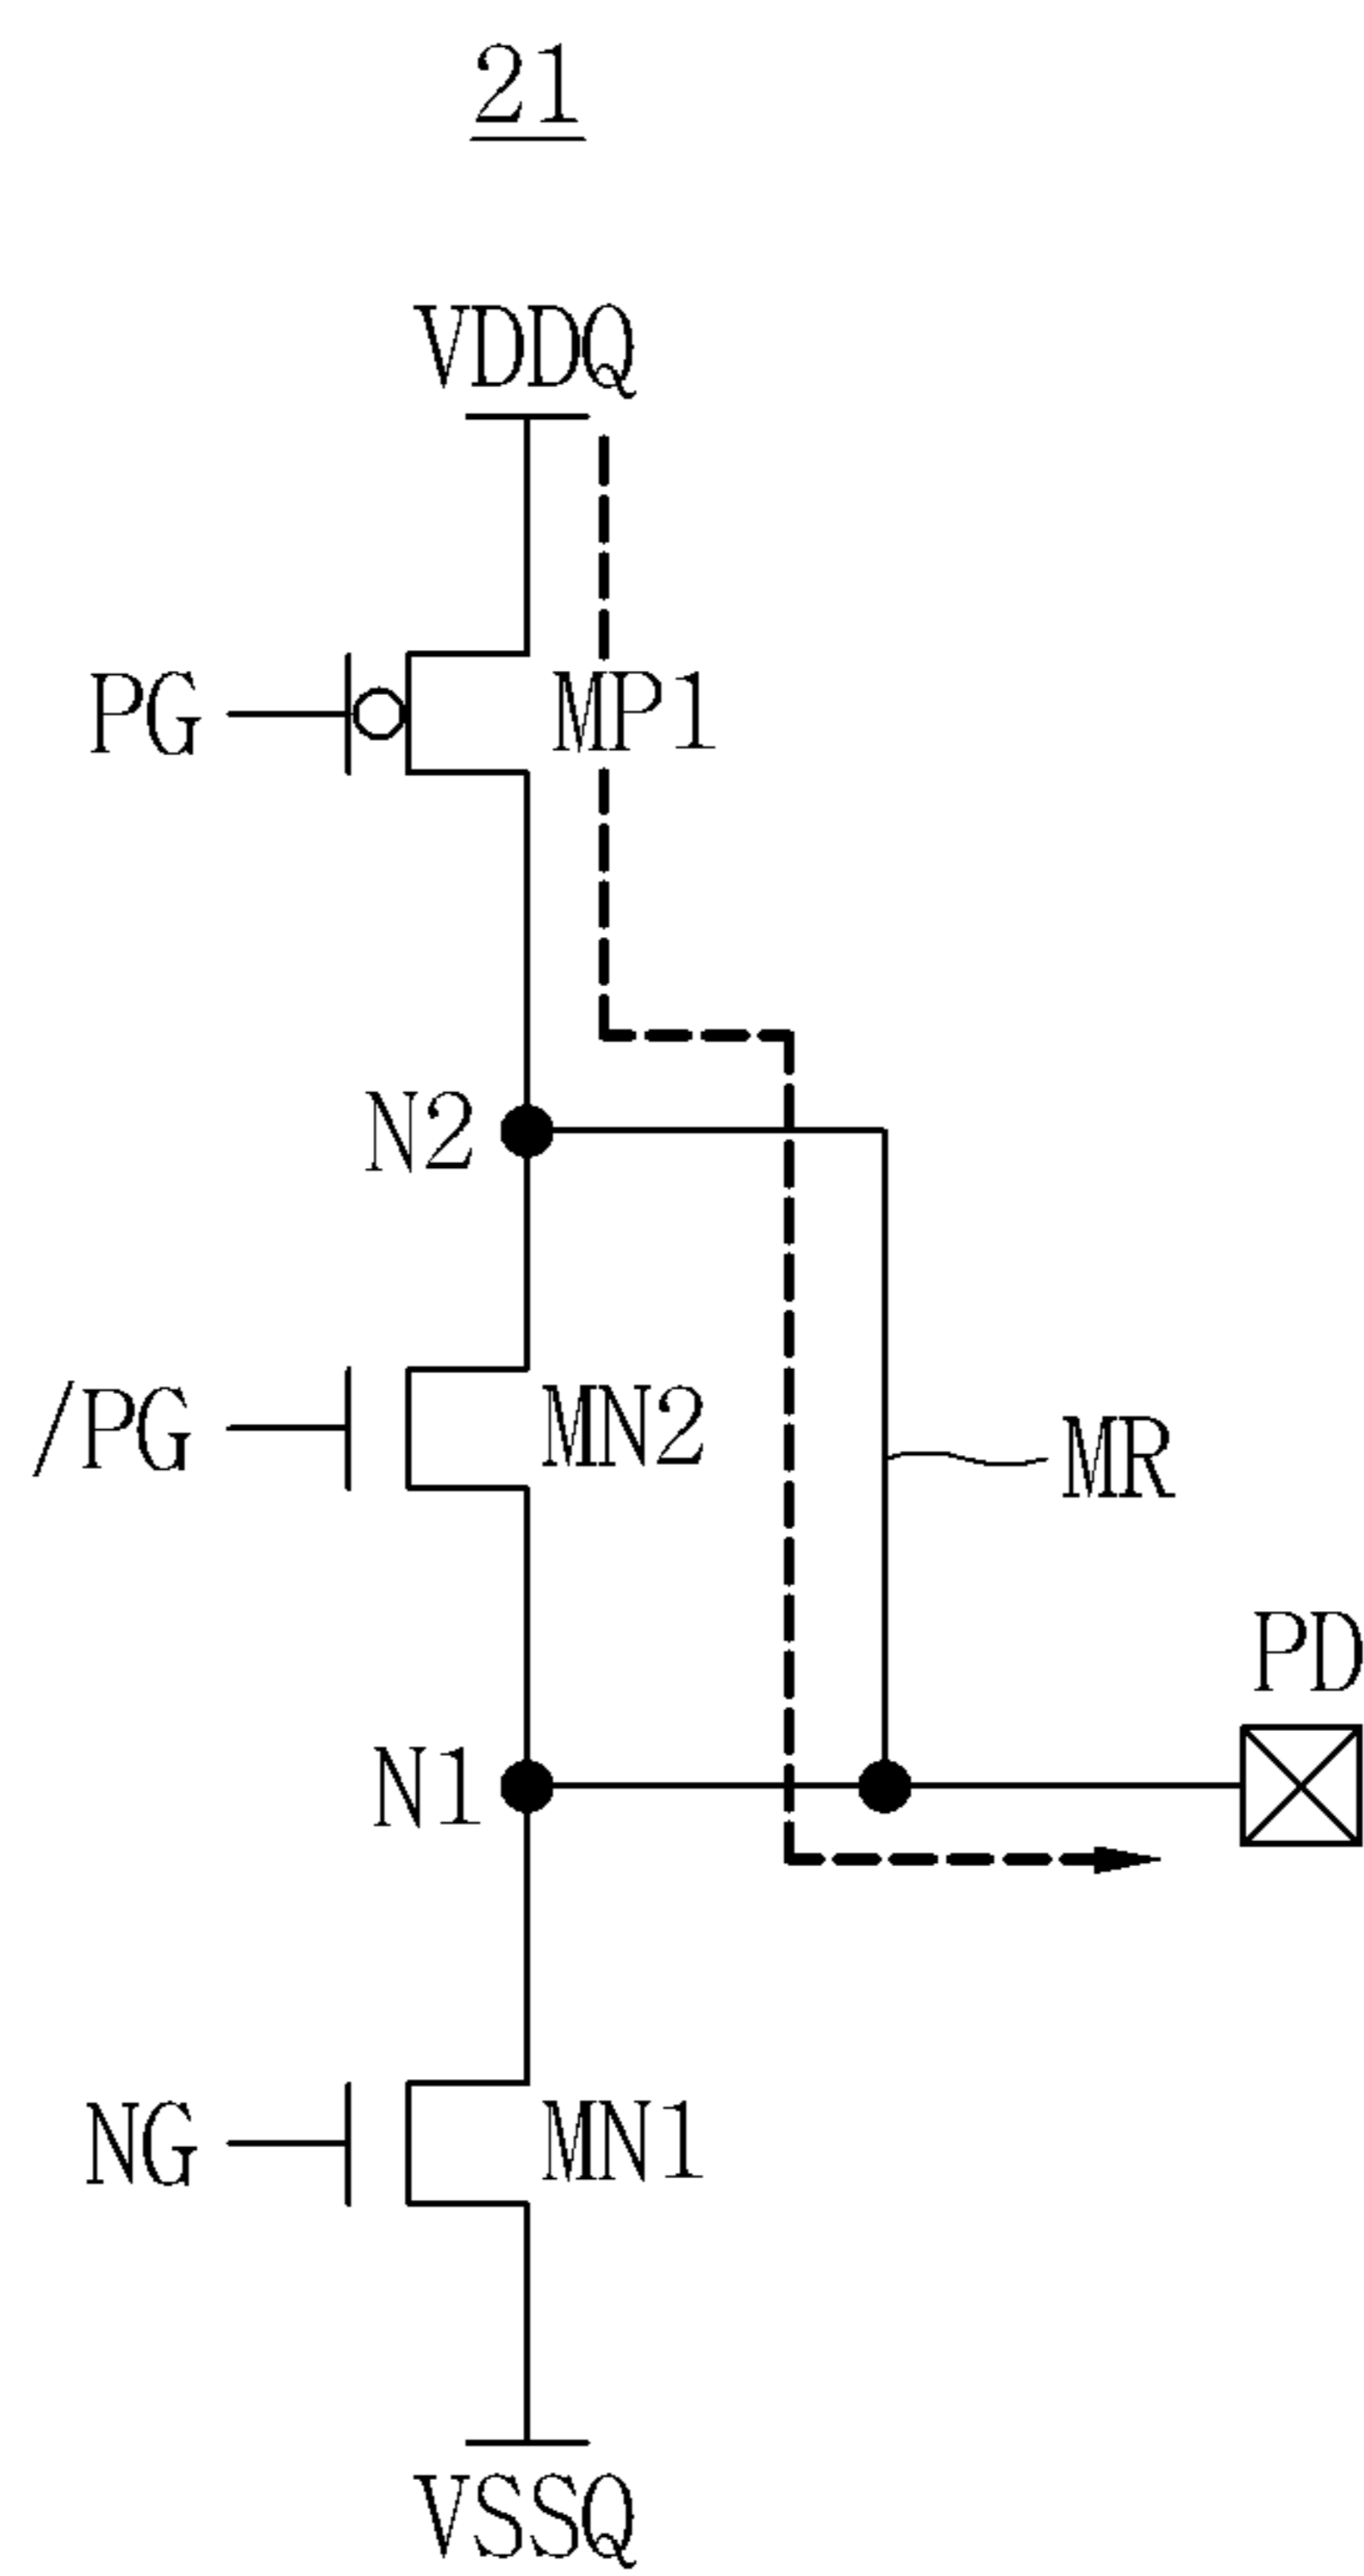 21
VDDQ
PG MP1
N2
/PG MN2
MR
PD
N1
NG MN1
VSSQ